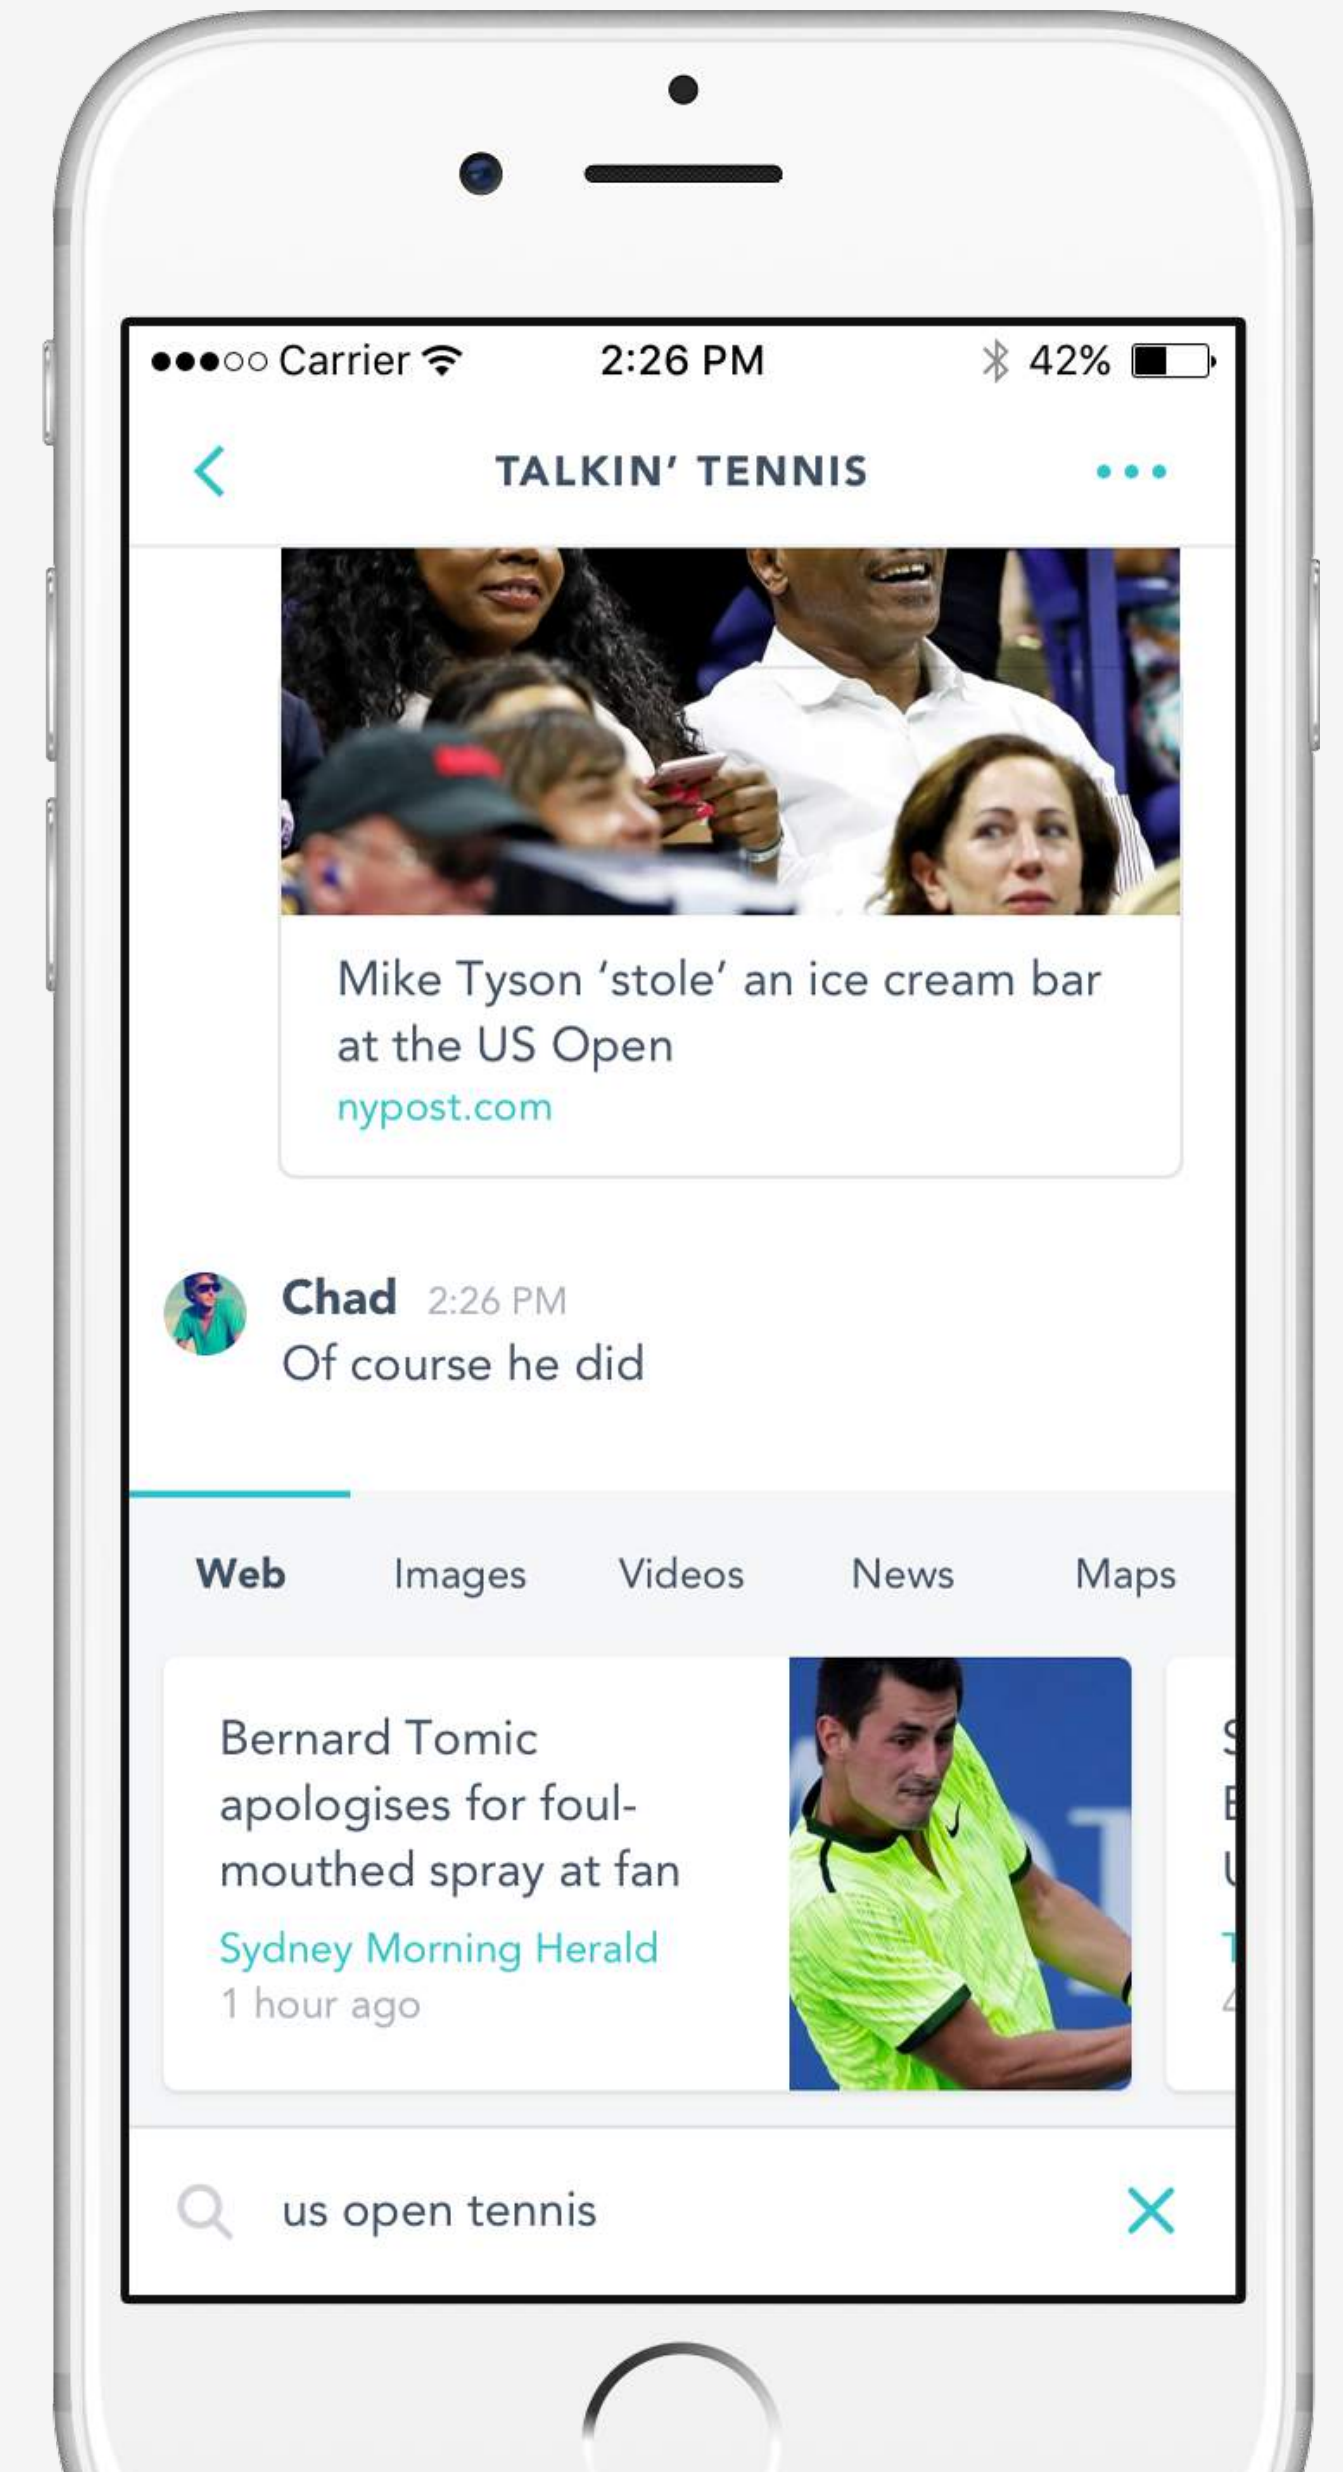 Carrier 2:26 PM 42%
TALKIN’ TENNIS
Mike Tyson ‘stole’ an ice cream bar
at the US Open
nypost.com
Chad 2:26 PM
Of course he did
Web Images Videos News Maps
Bernard Tomic
apologises for foul-
mouthed spray at fan
Sydney Morning Herald
1 hour ago
us open tennis